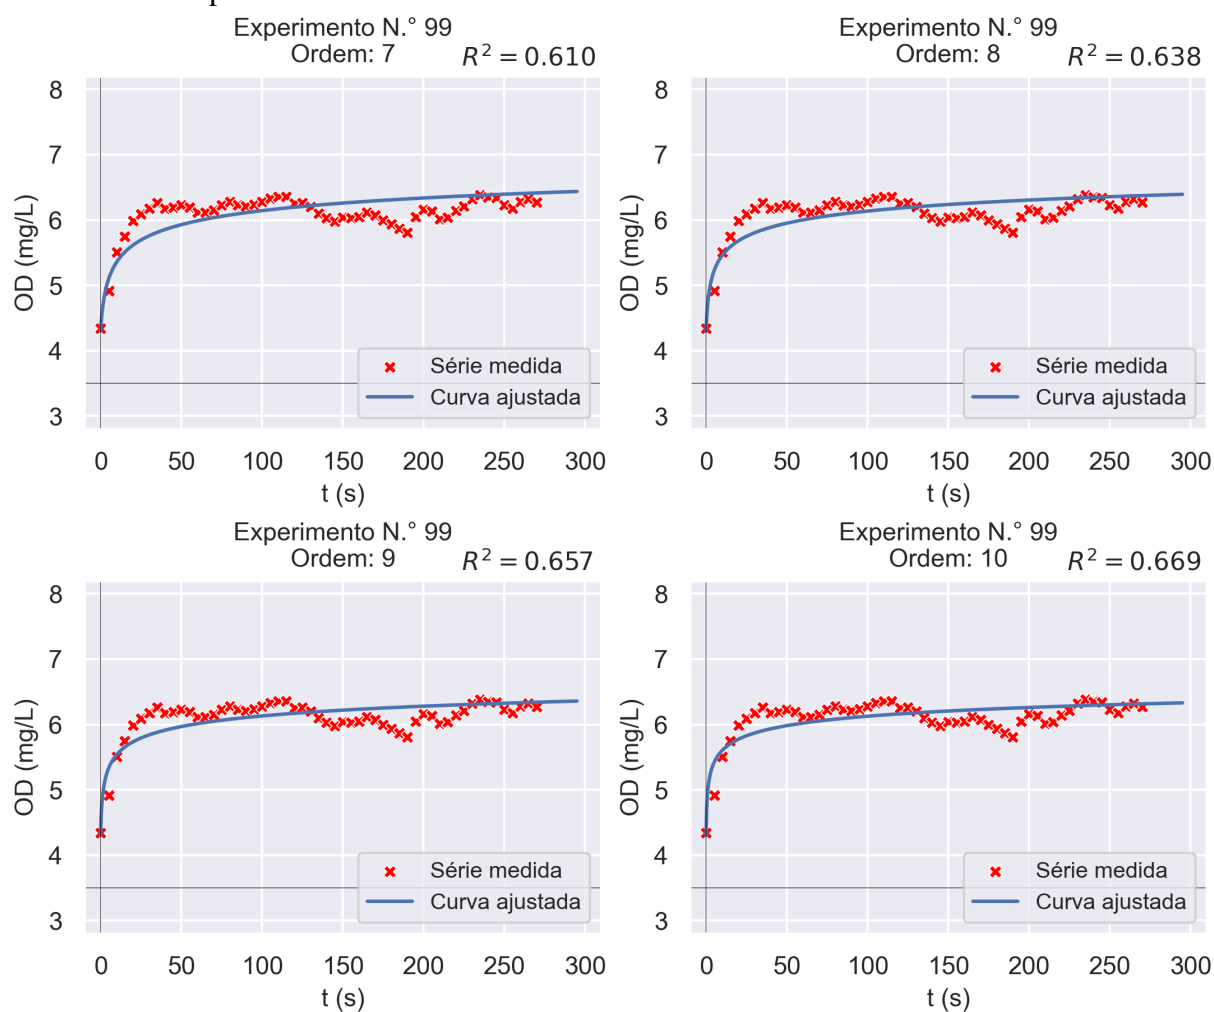 Experimento N.° 99
Ordem: 7
R² = 0.610
8
7
6
5
4
3
OD (mg/L)
Série medida
Curva ajustada
0 50 100 150 200 250 300
t (s)
Experimento N.° 99
Ordem: 8
R² = 0.638
8
7
6
5
4
3
OD (mg/L)
Série medida
Curva ajustada
0 50 100 150 200 250 300
t (s)
Experimento N.° 99
Ordem: 9
R² = 0.657
8
7
6
5
4
3
OD (mg/L)
Série medida
Curva ajustada
0 50 100 150 200 250 300
t (s)
Experimento N.° 99
Ordem: 10
R² = 0.669
8
7
6
5
4
3
OD (mg/L)
Série medida
Curva ajustada
0 50 100 150 200 250 300
t (s)